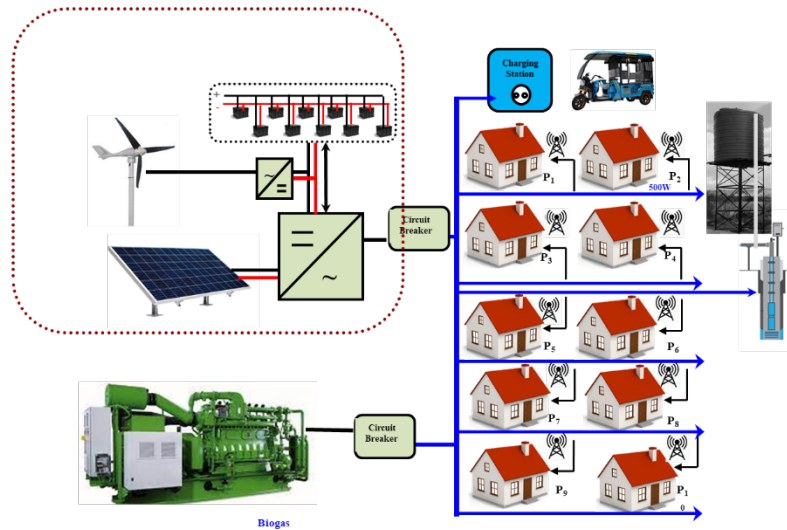 Charging
Station
+
-
P1
P2
500W
~
=
Circuit
Breaker
=
~
P3
P4
P5
P6
P7
P8
Circuit
Breaker
P9
P1
0
Biogas